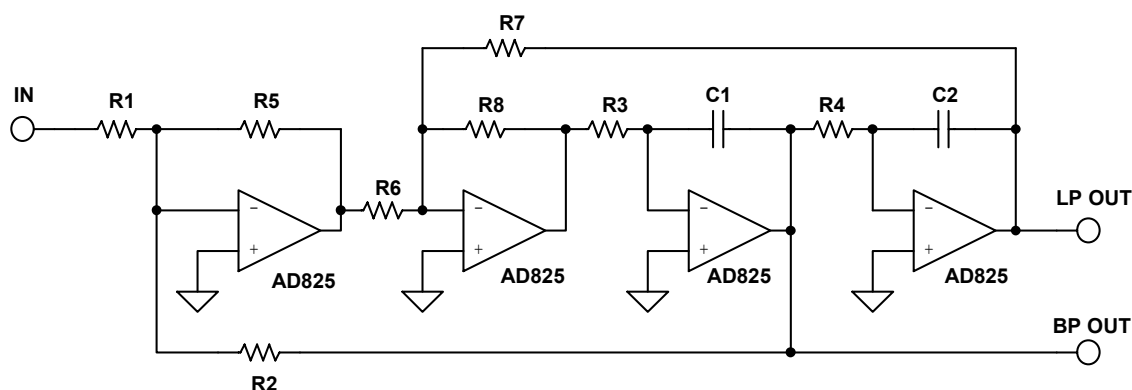 R7
IN
R1
R5
R8
R3
C1
R4
C2
R6
−
+
AD825
−
+
AD825
−
+
AD825
−
+
AD825
LP OUT
BP OUT
R2